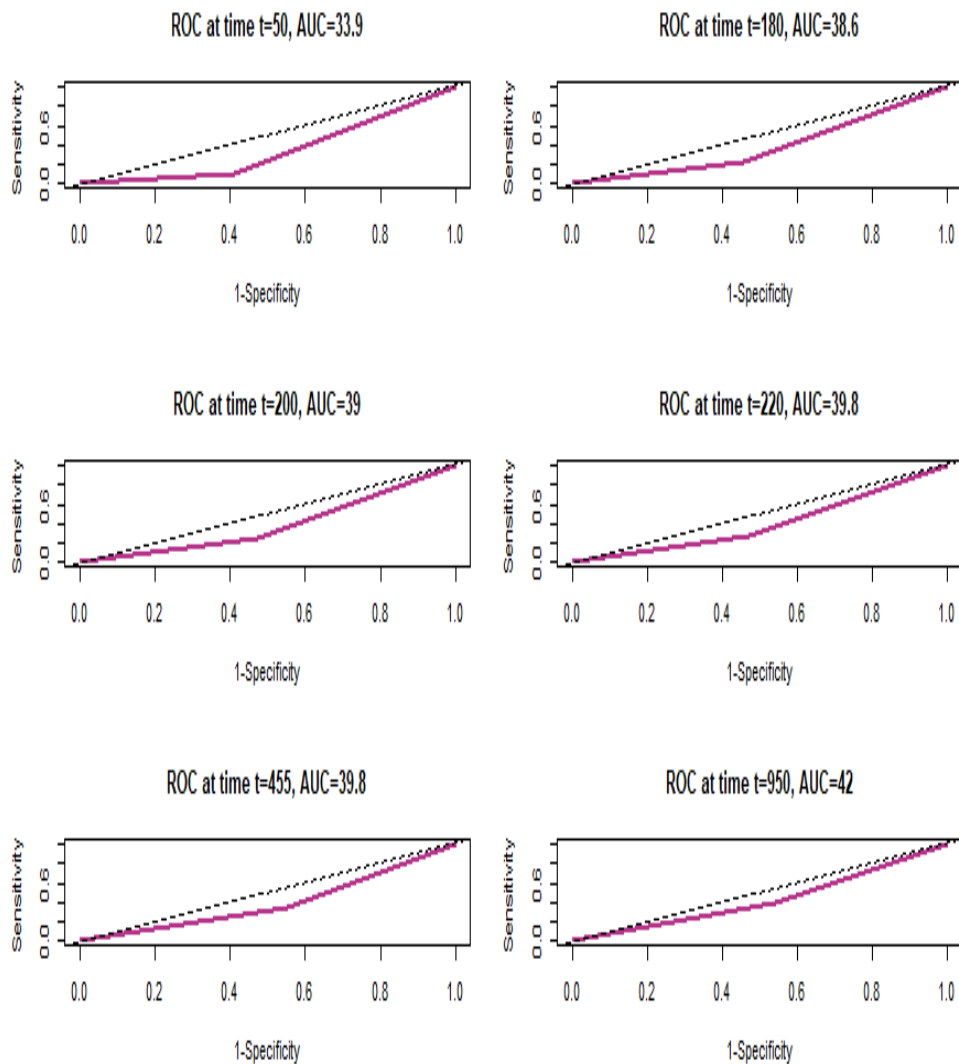 ROC at time t=50, AUC=33.9
Sensitivity
0.0 0.6
0.0 0.2 0.4 0.6 0.8 1.0
1-Specificity
ROC at time t=180, AUC=38.6
Sensitivity
0.0 0.6
0.0 0.2 0.4 0.6 0.8 1.0
1-Specificity
ROC at time t=200, AUC=39
Sensitivity
0.0 0.6
0.0 0.2 0.4 0.6 0.8 1.0
1-Specificity
ROC at time t=220, AUC=39.8
Sensitivity
0.0 0.6
0.0 0.2 0.4 0.6 0.8 1.0
1-Specificity
ROC at time t=455, AUC=39.8
Sensitivity
0.0 0.6
0.0 0.2 0.4 0.6 0.8 1.0
1-Specificity
ROC at time t=950, AUC=42
Sensitivity
0.0 0.6
0.0 0.2 0.4 0.6 0.8 1.0
1-Specificity